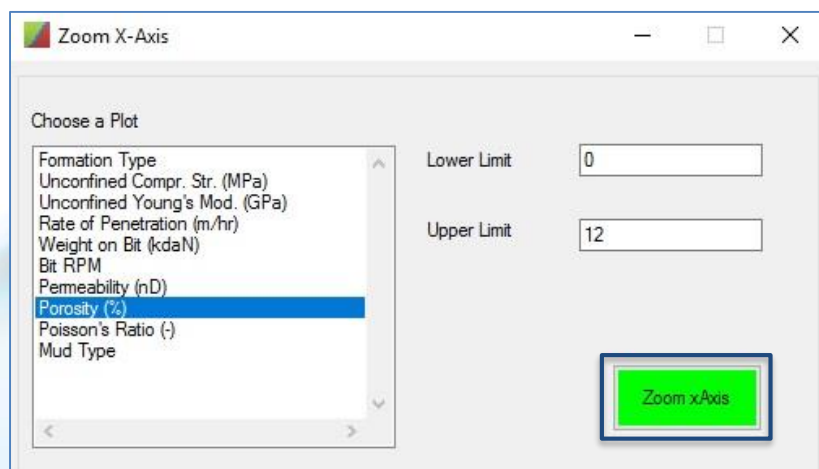 Zoom X-Axis
Choose a Plot
Formation Type
Unconfined Compr. Str. (MPa)
Unconfined Young's Mod. (GPa)
Rate of Penetration (m/hr)
Weight on Bit (kdaN)
Bit RPM
Permeability (nD)
Porosity (%)
Poisson's Ratio (-)
Mud Type
Lower Limit 0
Upper Limit 12
Zoom xAxis